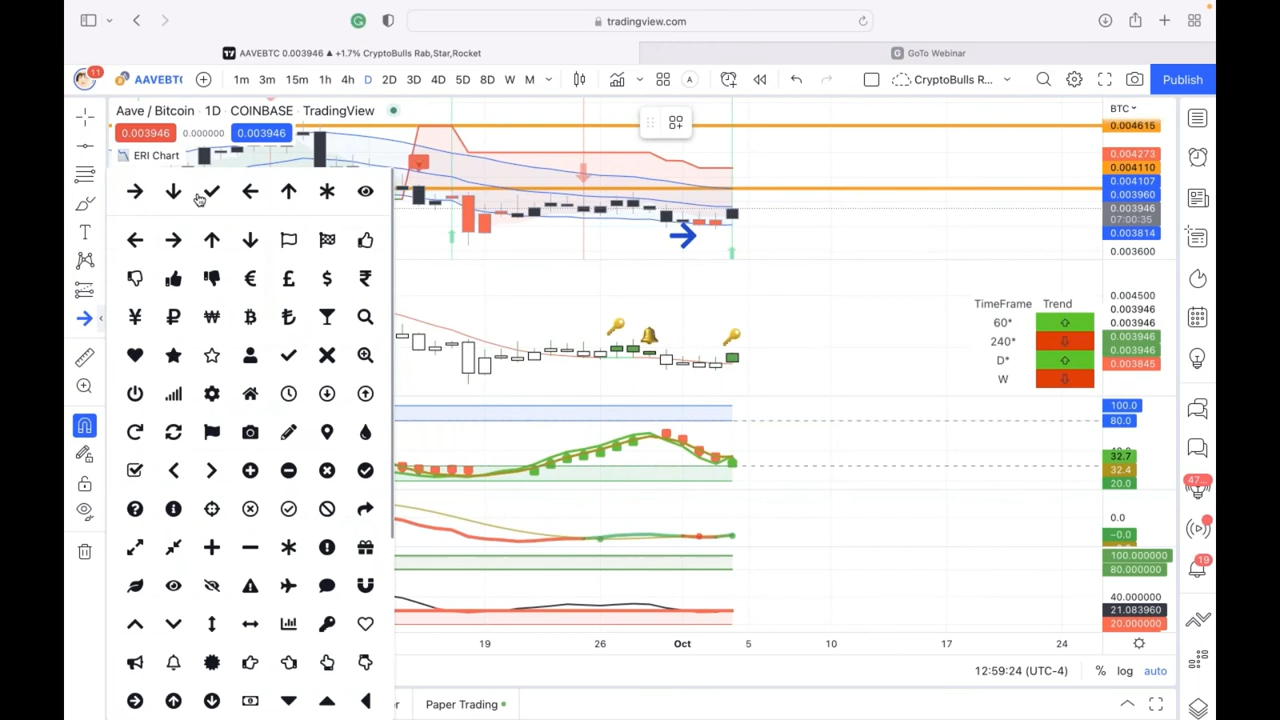 tradingview.com
AAVEBTC 0.003946 ▲ +1.7% CryptoBulls Rab,Star,Rocket
G GoTo Webinar
11
AAVEBTC
1m 3m 15m 1h 4h D 2D 3D 4D 5D 8D W M
CryptoBulls R...
Publish
Aave / Bitcoin · 1D · COINBASE · TradingView
BTC
0.003946 0.000000 0.003946
ERI Chart
0.004615
0.004273
0.004110
0.004107
0.003960
0.003946
07:00:35
0.003814
0.003600
0.004500
0.003946
0.003946
0.003946
0.003845
TimeFrame Trend
60*
240*
D*
W
100.0
80.0
32.7
32.4
20.0
0.0
−0.0
100.000000
80.000000
40.000000
21.083960
20.000000
47...
19
19 26 Oct 5 10 17 24
12:59:24 (UTC-4) % log auto
Paper Trading